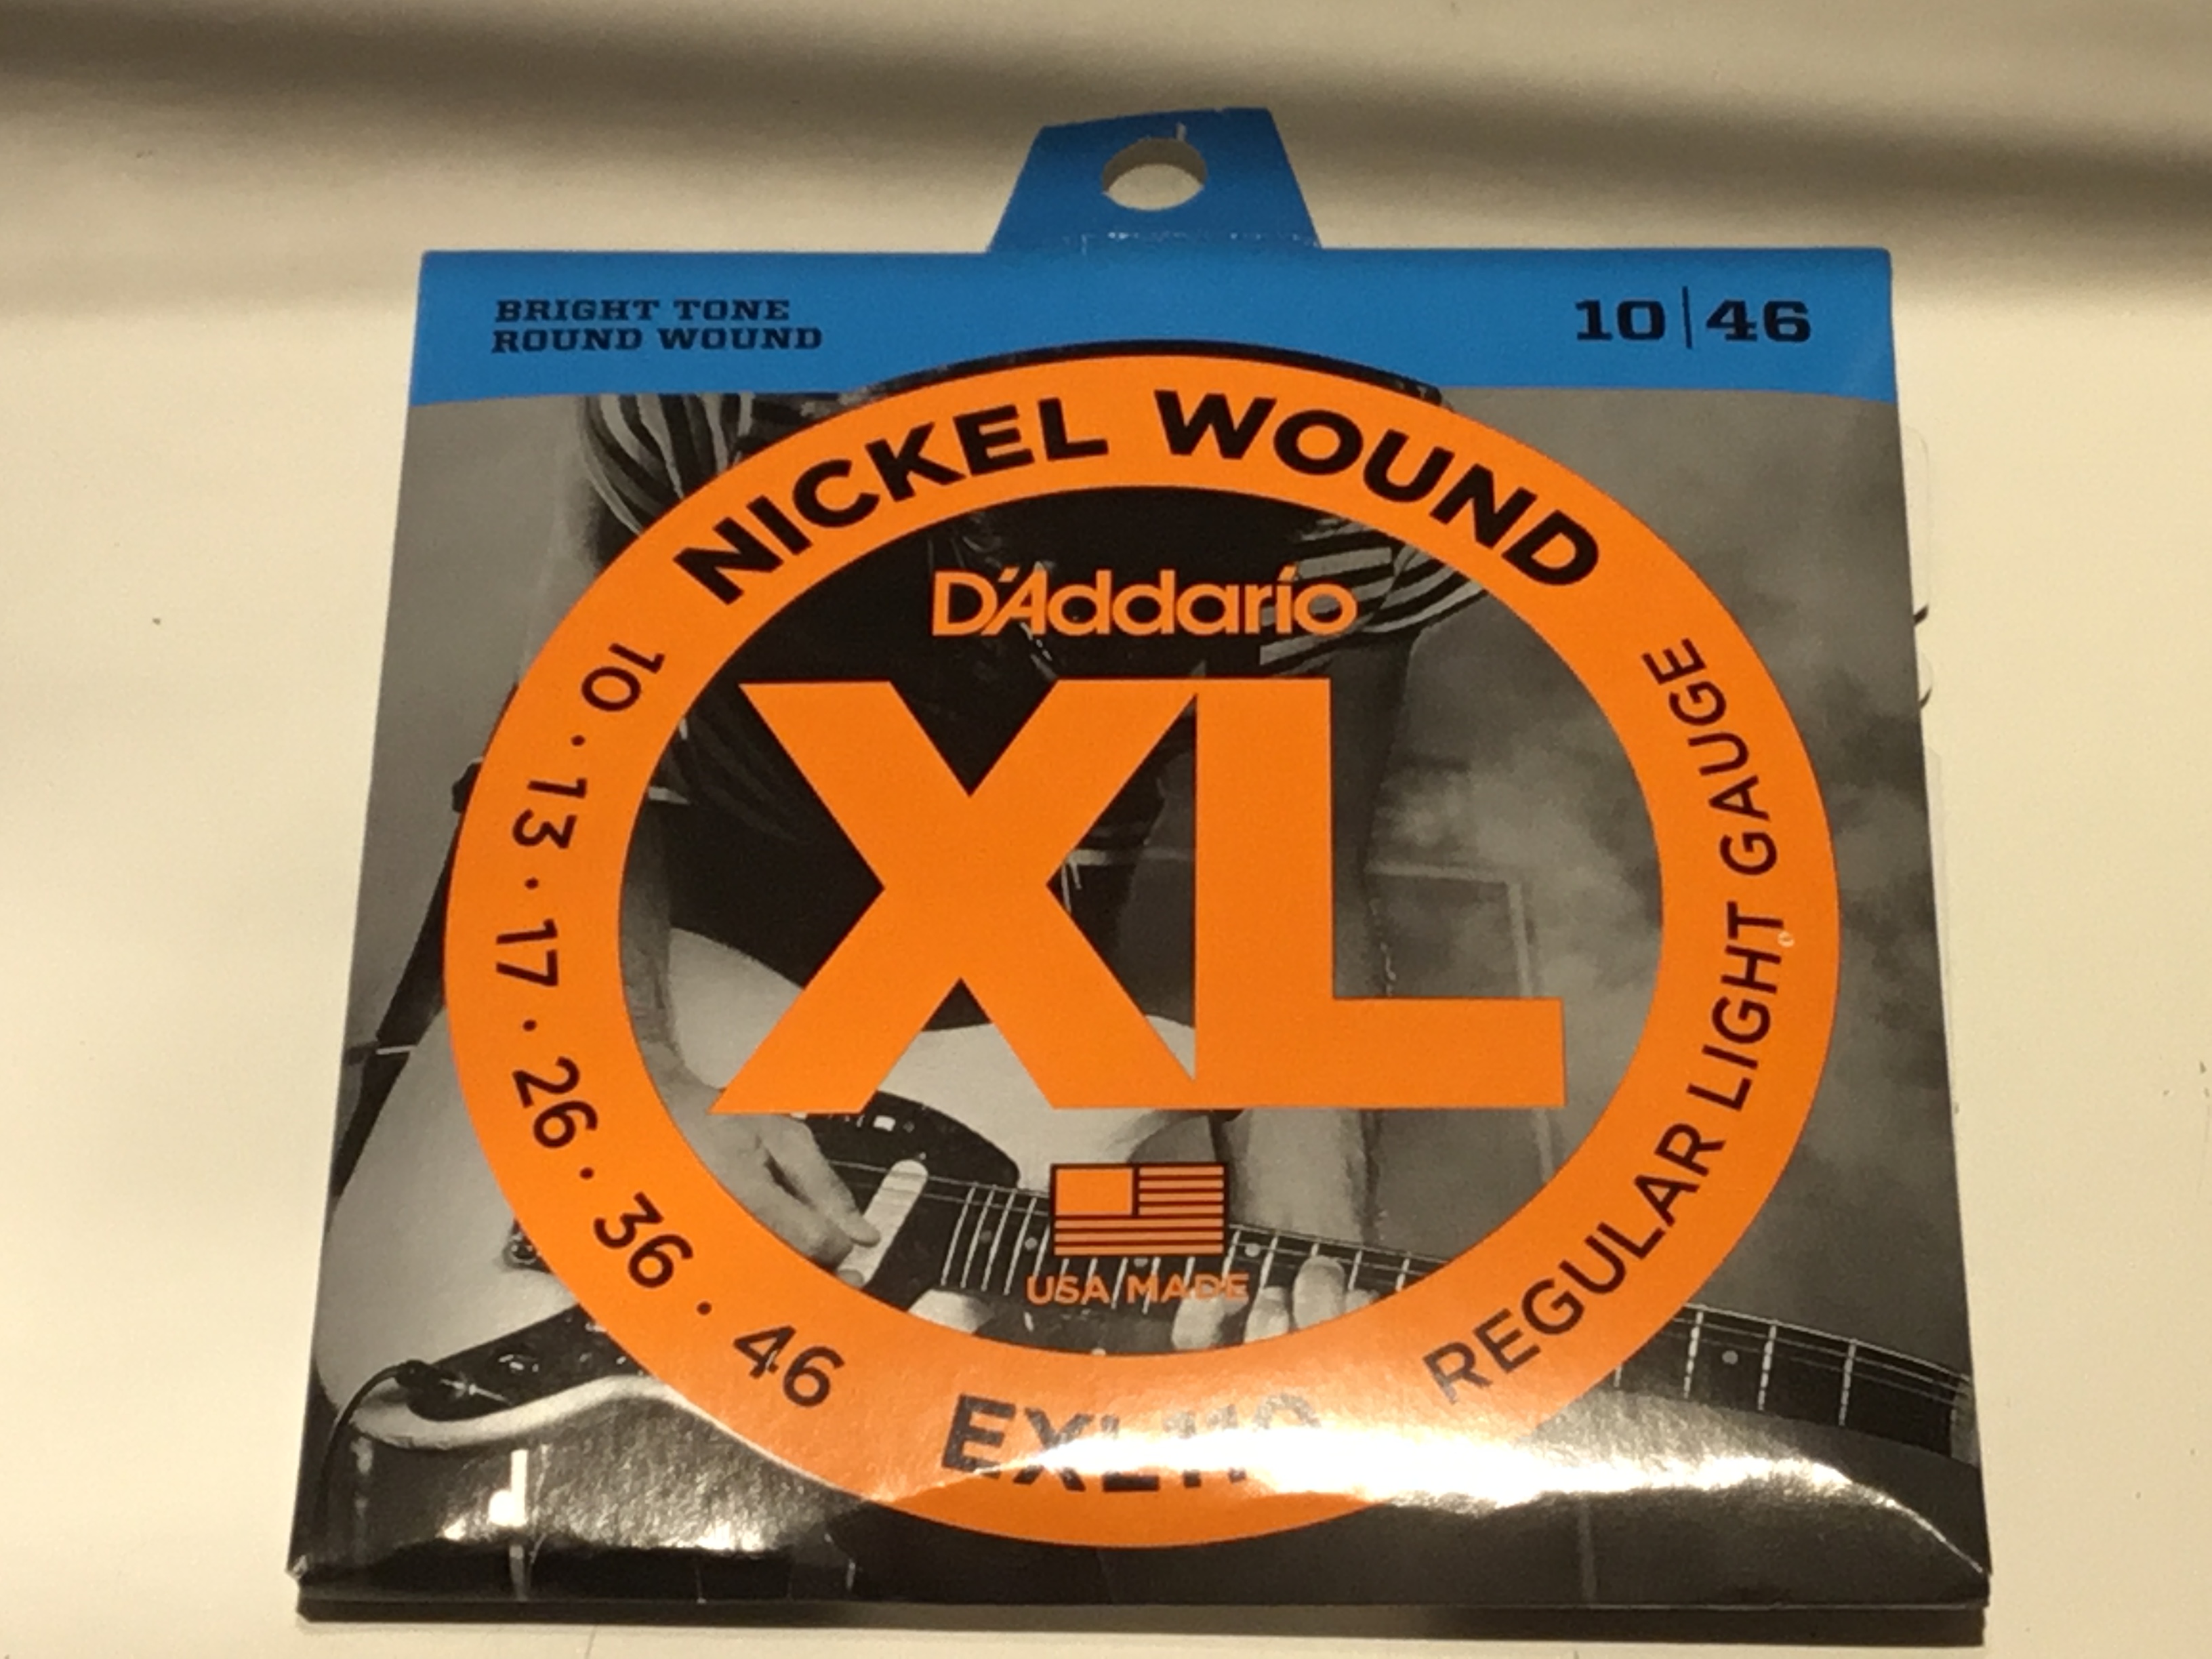 BRIGHT TONE
ROUND WOUND
10|46
NICKEL WOUND
D'Addario
XL
USA MADE
10 · 13 · 17 · 26 · 36 · 46
EXL110
REGULAR LIGHT GAUGE